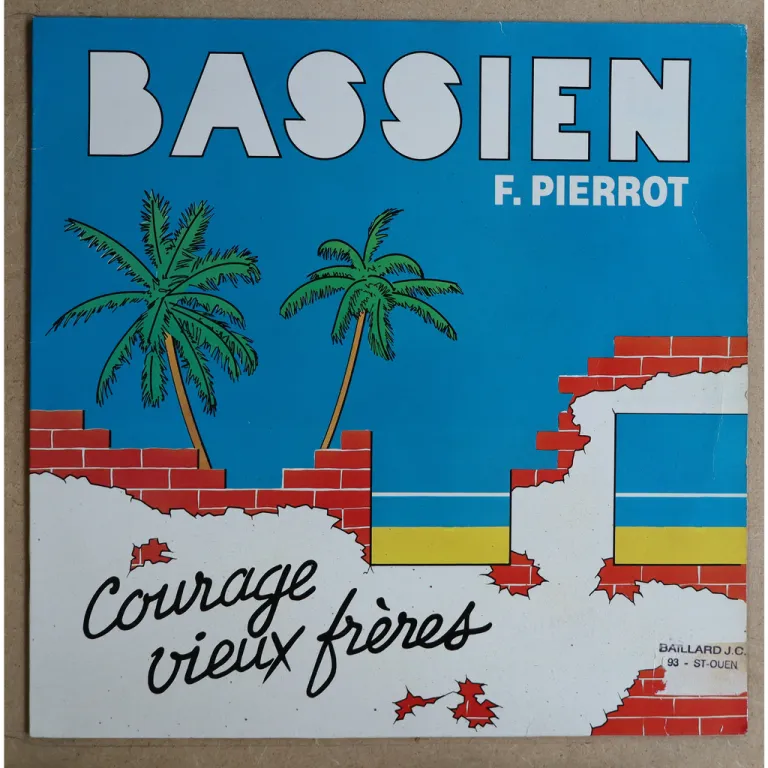 BASSIEN
F. PIERROT
Courage
vieux frères
BAILLARD J.C.
93 - ST-OUEN